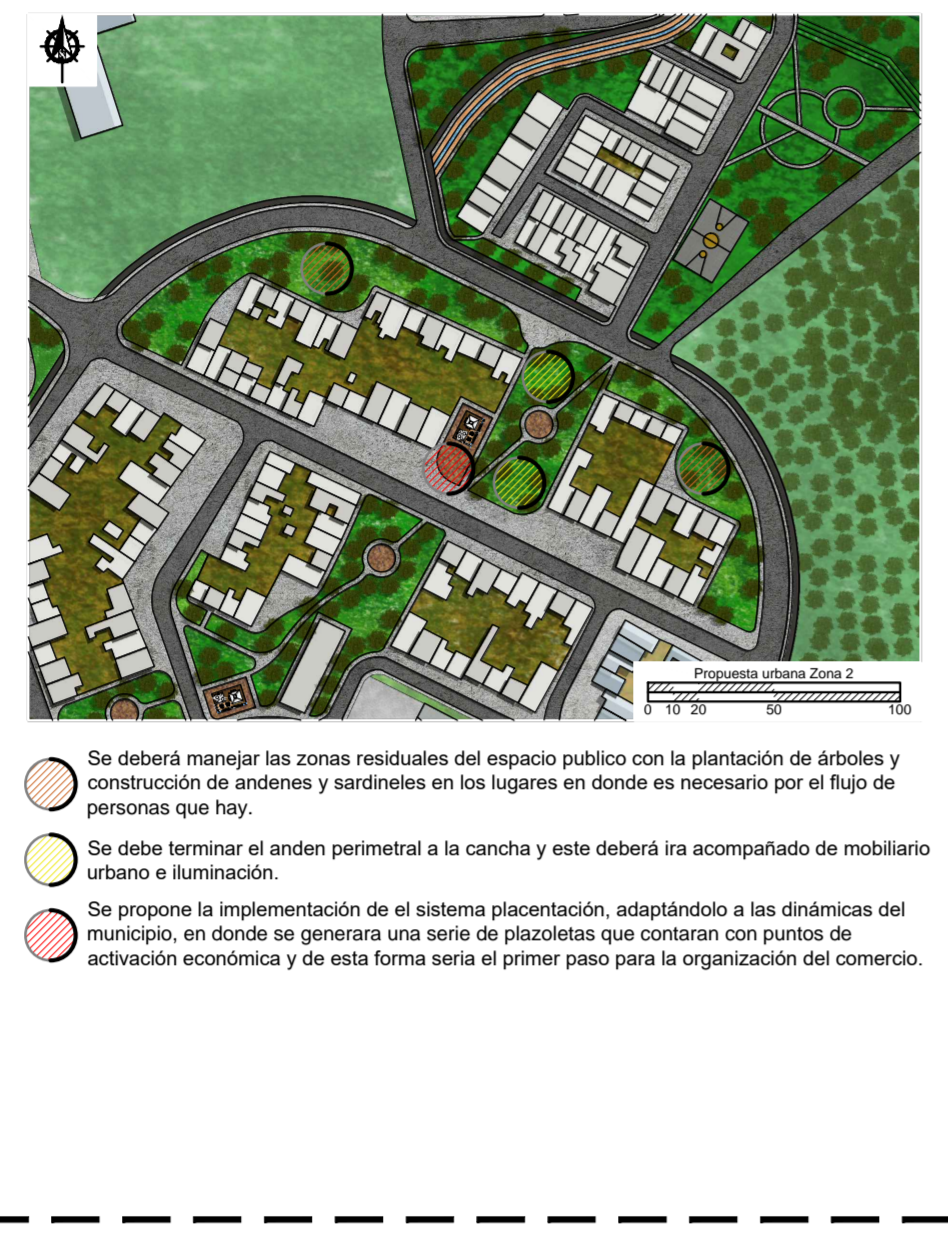 N
Propuesta urbana Zona 2
0 10 20 50 100
Se deberá manejar las zonas residuales del espacio publico con la plantación de árboles y
construcción de andenes y sardineles en los lugares en donde es necesario por el flujo de
personas que hay.
Se debe terminar el anden perimetral a la cancha y este deberá ira acompañado de mobiliario
urbano e iluminación.
Se propone la implementación de el sistema placentación, adaptándolo a las dinámicas del
municipio, en donde se generara una serie de plazoletas que contaran con puntos de
activación económica y de esta forma seria el primer paso para la organización del comercio.